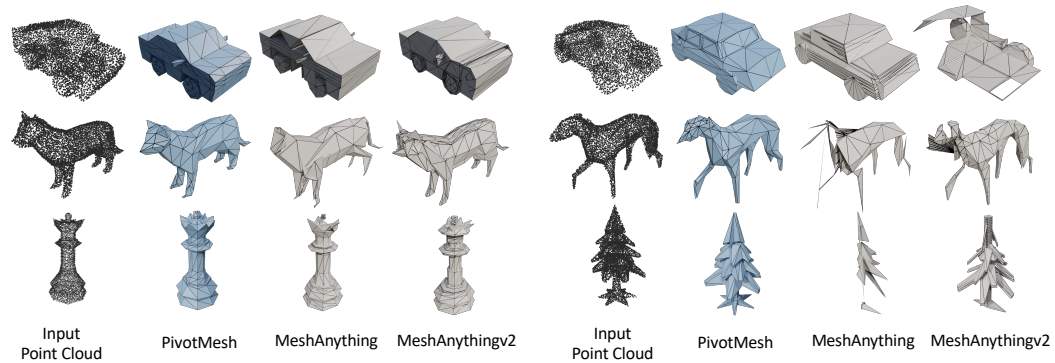 Input
Point Cloud
PivotMesh
MeshAnything
MeshAnythingv2
Input
Point Cloud
PivotMesh
MeshAnything
MeshAnythingv2